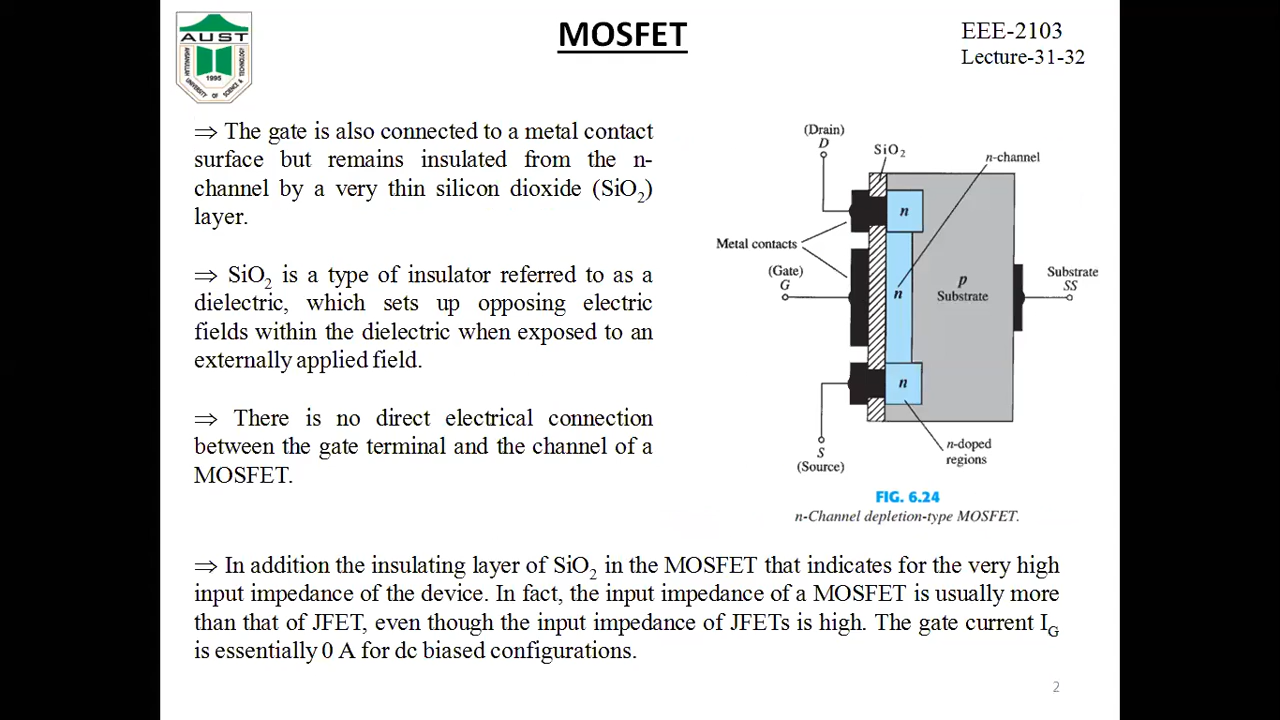 MOSFET
EEE-2103
Lecture-31-32
AUST
AHSANULLAH UNIVERSITY OF SCIENCE & TECHNOLOGY
1995
⇒ The gate is also connected to a metal contact
surface but remains insulated from the n-
channel by a very thin silicon dioxide (SiO₂)
layer.
⇒ SiO₂ is a type of insulator referred to as a
dielectric, which sets up opposing electric
fields within the dielectric when exposed to an
externally applied field.
⇒ There is no direct electrical connection
between the gate terminal and the channel of a
MOSFET.
(Drain)
D
SiO₂
n-channel
n
Metal contacts
(Gate)
G
n
p
Substrate
Substrate
SS
n
S
(Source)
n-doped
regions
FIG. 6.24
n-Channel depletion-type MOSFET.
⇒ In addition the insulating layer of SiO₂ in the MOSFET that indicates for the very high
input impedance of the device. In fact, the input impedance of a MOSFET is usually more
than that of JFET, even though the input impedance of JFETs is high. The gate current I_G
is essentially 0 A for dc biased configurations.
2